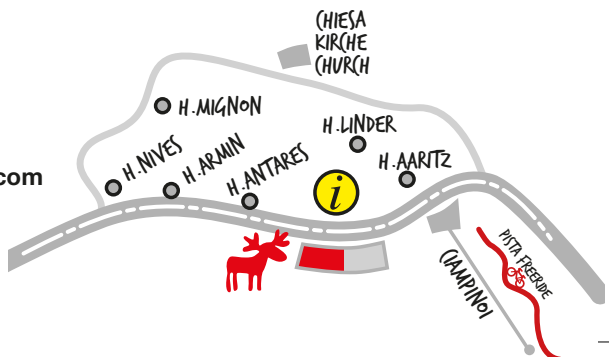 CHIESA
KIRCHE
CHURCH
H.MIGNON
H.LINDER
H.NIVES
H.ARMIN
H.ANTARES
H.AARITZ
.com
i
CIAMPINOI
PISTA FREERIDE